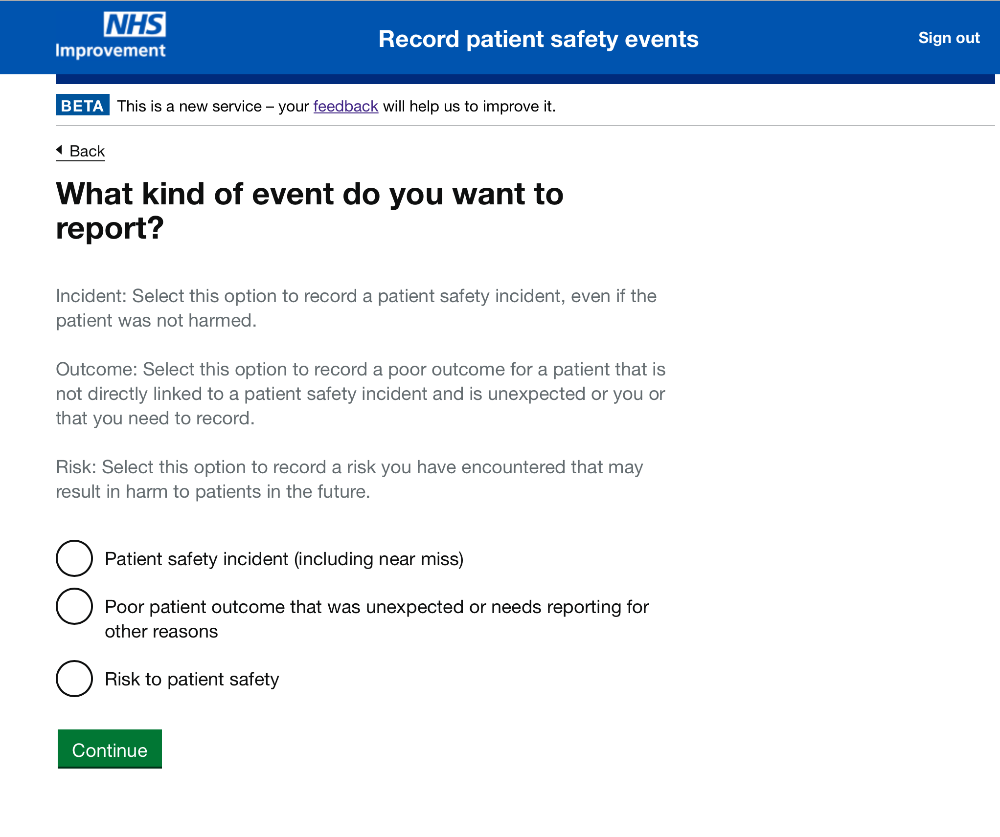 NHS
Improvement
Record patient safety events
Sign out
BETA This is a new service – your feedback will help us to improve it.
Back
What kind of event do you want to
report?
Incident: Select this option to record a patient safety incident, even if the
patient was not harmed.
Outcome: Select this option to record a poor outcome for a patient that is
not directly linked to a patient safety incident and is unexpected or you or
that you need to record.
Risk: Select this option to record a risk you have encountered that may
result in harm to patients in the future.
Patient safety incident (including near miss)
Poor patient outcome that was unexpected or needs reporting for
other reasons
Risk to patient safety
Continue